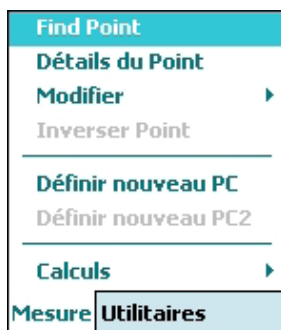 Find Point
Détails du Point
Modifier
Inverser Point
Définir nouveau PC
Définir nouveau PC2
Calculs
Mesure Utilitaires